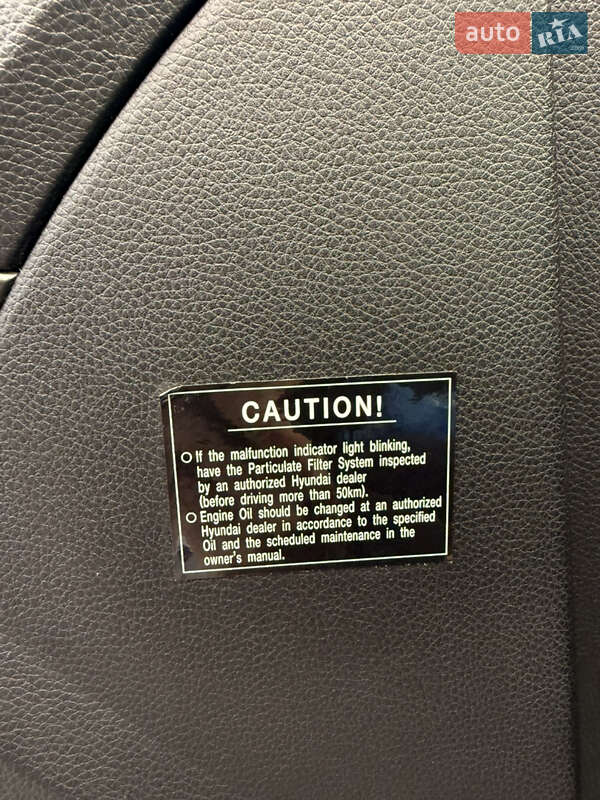 auto RIA.com
CAUTION!
O If the malfunction indicator light blinking,
have the Particulate Filter System inspected
by an authorized Hyundai dealer
(before driving more than 50km).
O Engine Oil should be changed at an authorized
Hyundai dealer in accordance to the specified
Oil and the scheduled maintenance in the
owner's manual.